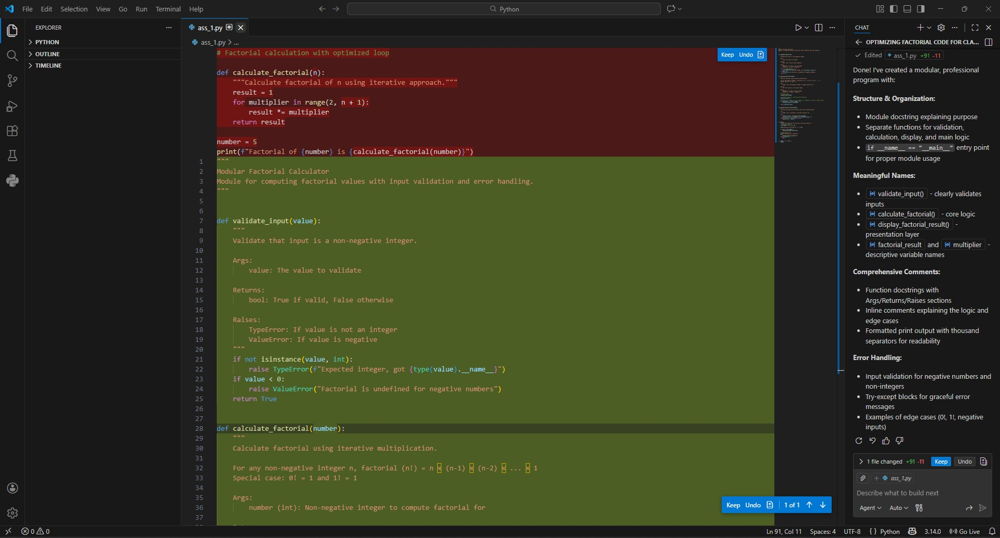 File Edit Selection View Go Run Terminal Help
Python
EXPLORER
PYTHON
OUTLINE
TIMELINE
ass_1.py
ass_1.py > ...
# Factorial calculation with optimized loop
def calculate_factorial(n):
"""Calculate factorial of n using iterative approach."""
result = 1
for multiplier in range(2, n + 1):
result *= multiplier
return result
number = 5
print(f"Factorial of {number} is {calculate_factorial(number)}")
Keep Undo
1 """
2 Modular Factorial Calculator
3 Module for computing factorial values with input validation and error handling.
4 """
5
6
7 def validate_input(value):
8 """
9 Validate that input is a non-negative integer.
10
11 Args:
12 value: The value to validate
13
14 Returns:
15 bool: True if valid, False otherwise
16
17 Raises:
18 TypeError: If value is not an integer
19 ValueError: If value is negative
20 """
21 if not isinstance(value, int):
22 raise TypeError(f"Expected integer, got {type(value).__name__}")
23 if value < 0:
24 raise ValueError("Factorial is undefined for negative numbers")
25 return True
26
27
28 def calculate_factorial(number):
29 """
30 Calculate factorial using iterative multiplication.
31
32 For any non-negative integer n, factorial (n!) = n × (n-1) × (n-2) × ... × 1
33 Special case: 0! = 1 and 1! = 1
34
35 Args:
36 number (int): Non-negative integer to compute factorial for
37
Keep Undo 1 of 1
CHAT
OPTIMIZING FACTORIAL CODE FOR CLA...
Edited ass_1.py +91 -11
Done! I've created a modular, professional
program with:
Structure & Organization:
• Module docstring explaining purpose
• Separate functions for validation,
calculation, display, and main logic
• if __name__ == "__main__" entry point
for proper module usage
Meaningful Names:
• validate_input() - clearly validates
inputs
• calculate_factorial() - core logic
• display_factorial_result() -
presentation layer
• factorial_result and multiplier -
descriptive variable names
Comprehensive Comments:
• Function docstrings with
Args/Returns/Raises sections
• Inline comments explaining the logic and
edge cases
• Formatted print output with thousand
separators for readability
Error Handling:
• Input validation for negative numbers and
non-integers
• Try-except blocks for graceful error
messages
• Examples of edge cases (0!, 1!, negative
inputs)
1 file changed +91 -11 Keep Undo
+ ass_1.py
Describe what to build next
Agent Auto
0 0
Ln 91, Col 11 Spaces: 4 UTF-8 { } Python 3.14.0 Go Live